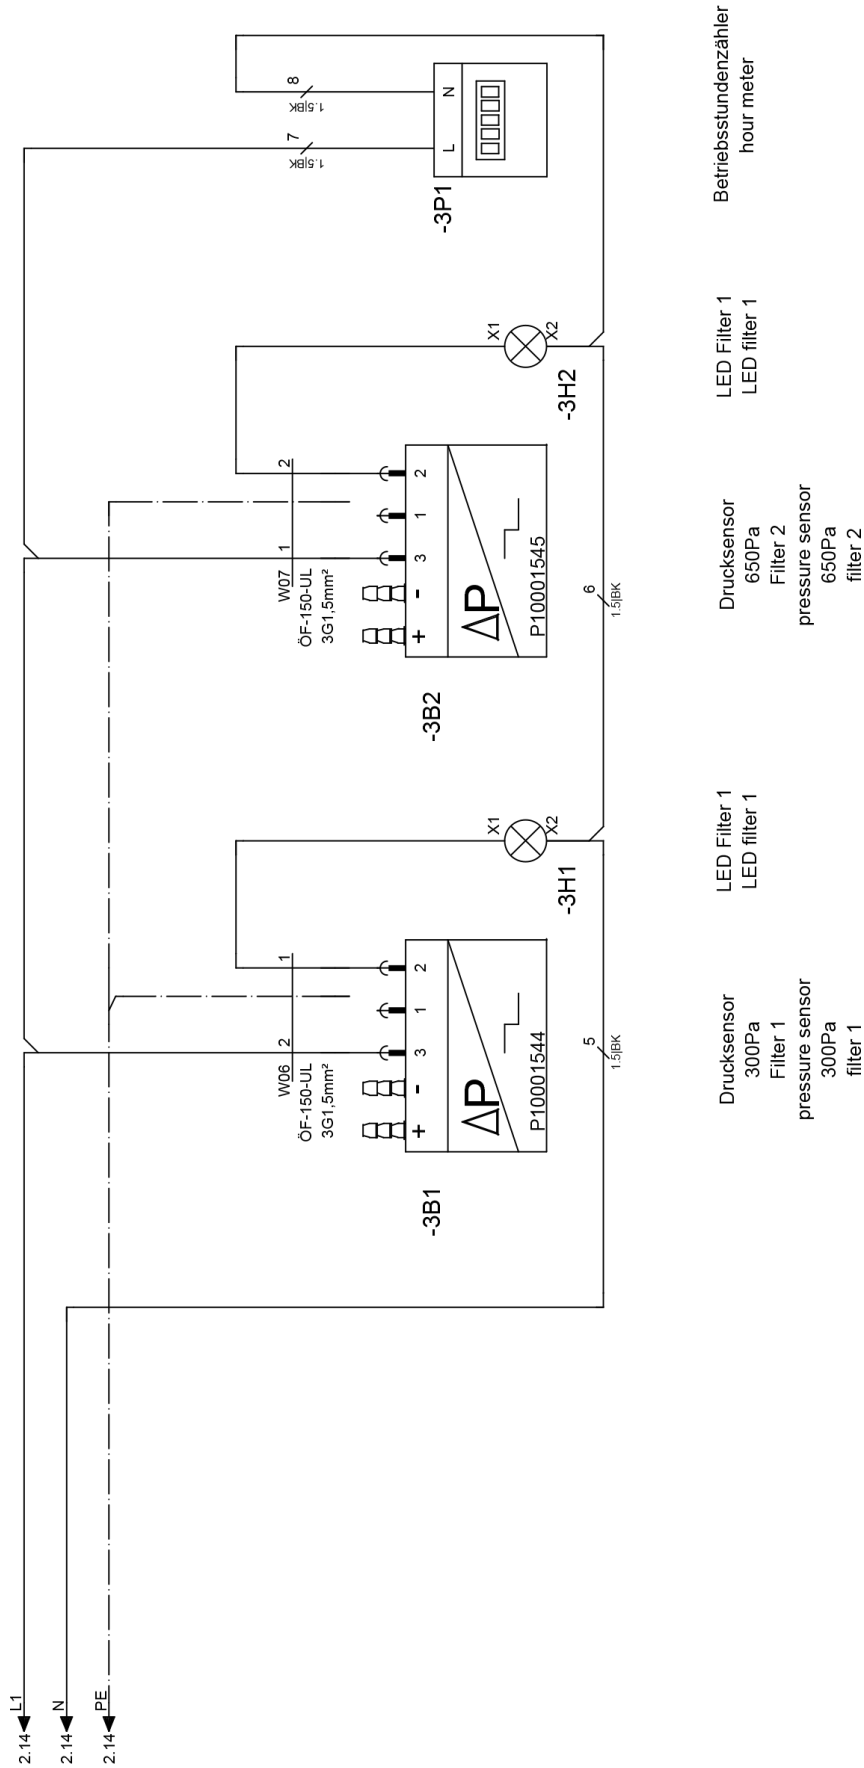 2.14 L1
2.14 N
2.14 PE
W06
ÖF-150-UL
3G1,5mm²
2
1
-3B1
+
-
3
1
2
ΔP
P10001544
5
1.5|BK
-3H1
X1
X2
W07
ÖF-150-UL
3G1,5mm²
1
2
-3B2
+
-
3
1
2
ΔP
P10001545
6
1.5|BK
-3H2
X1
X2
7
1.5|BK
8
1.5|BK
-3P1
L
N
Drucksensor
300Pa
Filter 1
pressure sensor
300Pa
filter 1
LED Filter 1
LED filter 1
Drucksensor
650Pa
Filter 2
pressure sensor
650Pa
filter 2
LED Filter 1
LED filter 1
Betriebsstundenzähler
hour meter